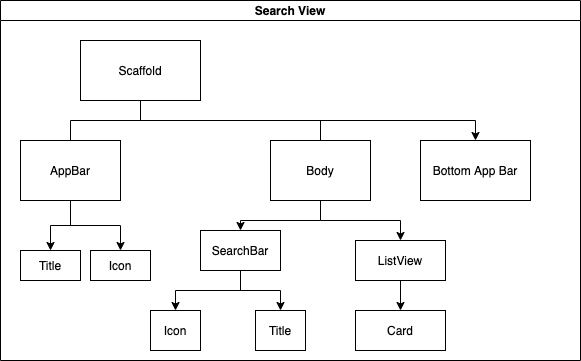 Search View
Scaffold
AppBar
Body
Bottom App Bar
SearchBar
ListView
Title
Icon
Icon
Title
Card